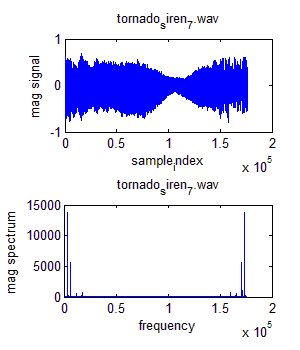 tornado_siren_7.wav
1
0
-1
mag signal
0 0.5 1 1.5 2
sample_index
x 10^5
tornado_siren_7.wav
15000
10000
5000
0
mag spectrum
0 0.5 1 1.5 2
frequency
x 10^5